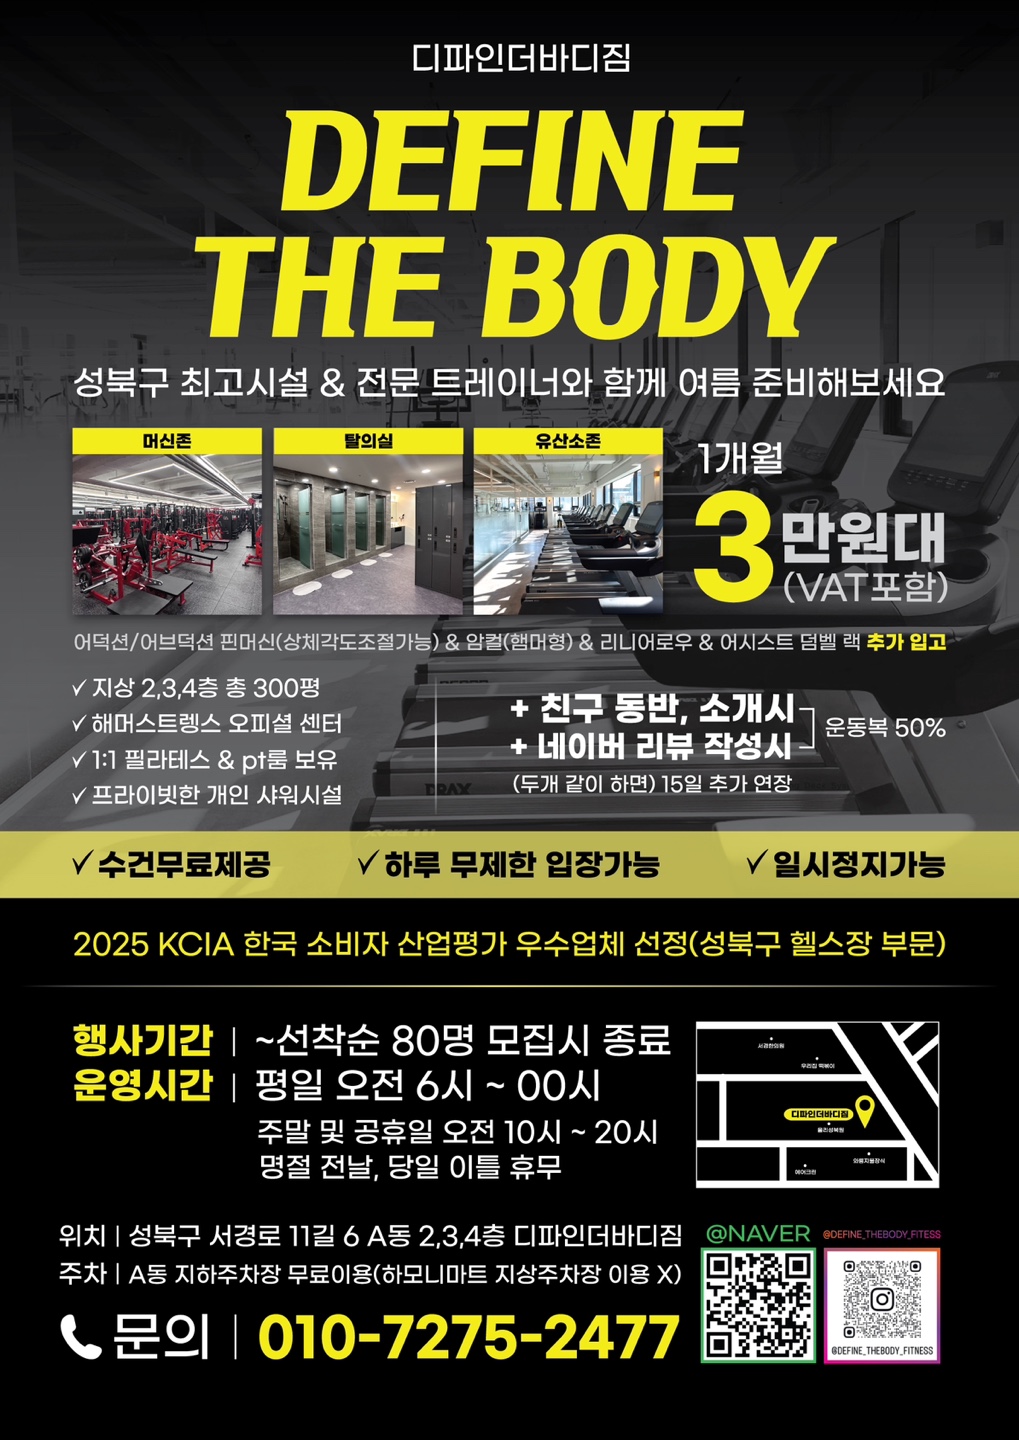 디파인더바디짐
DEFINE
THE BODY
성북구 최고시설 & 전문 트레이너와 함께 여름 준비해보세요
머신존
탈의실
유산소존
1개월
3만원대
(VAT포함)
어덕션/어브덕션 핀머신(상체각도조절가능) & 암컬(햄머형) & 리니어로우 & 어시스트 덤벨 랙 추가 입고
✓ 지상 2,3,4층 총 300평
✓ 해머스트렝스 오피셜 센터
✓ 1:1 필라테스 & pt룸 보유
✓ 프라이빗한 개인 샤워시설
+ 친구 동반, 소개시
+ 네이버 리뷰 작성시
운동복 50%
(두개 같이 하면) 15일 추가 연장
✓ 수건무료제공
✓ 하루 무제한 입장가능
✓ 일시정지가능
2025 KCIA 한국 소비자 산업평가 우수업체 선정(성북구 헬스장 부문)
행사기간 | ~선착순 80명 모집시 종료
운영시간 | 평일 오전 6시 ~ 00시
주말 및 공휴일 오전 10시 ~ 20시
명절 전날, 당일 이틀 휴무
서경한의원
우리집 떡볶이
디파인더바디짐
에어크린
위치 | 성북구 서경로 11길 6 A동 2,3,4층 디파인더바디짐
주차 | A동 지하주차장 무료이용(하모니마트 지상주차장 이용 X)
문의 | 010-7275-2477
@NAVER
@DEFINE_THEBODY_FITESS
@DEFINE_THEBODY_FITNESS